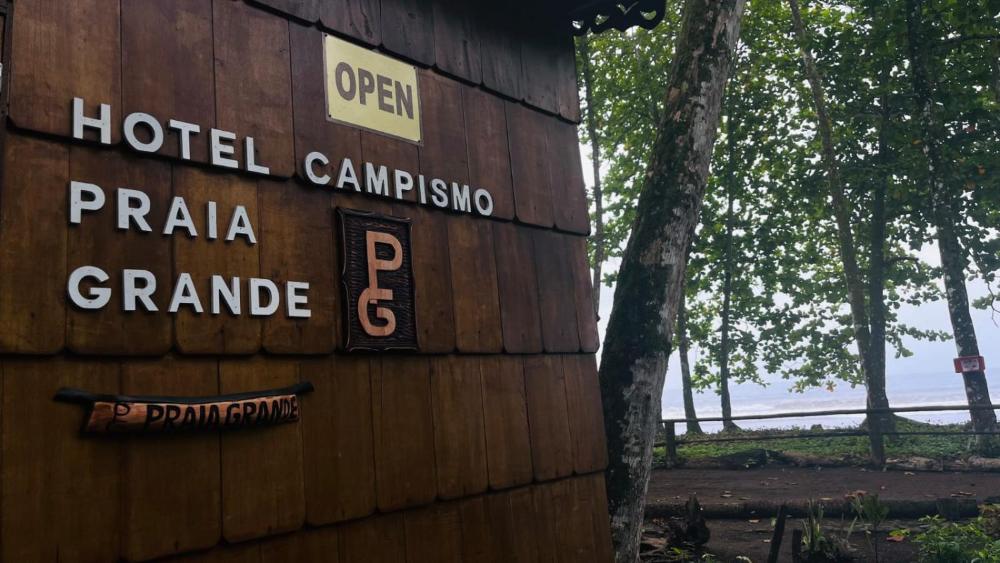 OPEN
HOTEL CAMPISMO
PRAIA
GRANDE
PG
PRAIA GRANDE